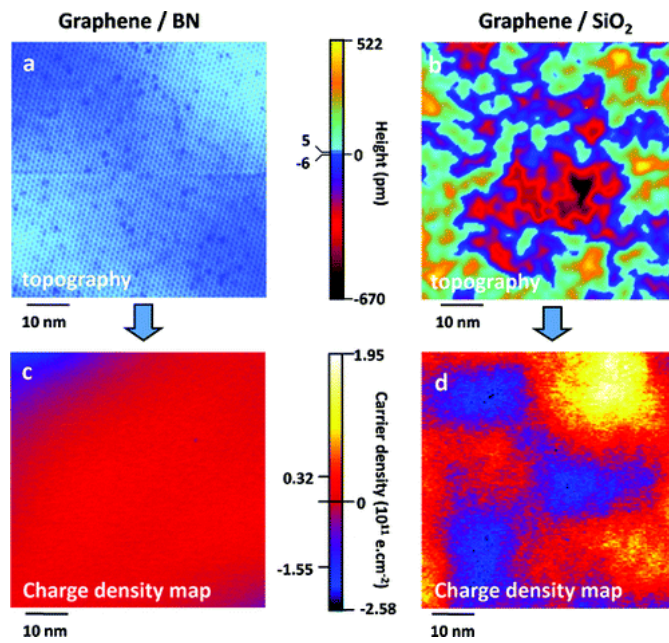 Graphene / BN
Graphene / SiO₂
a
522
5
0
-6
-670
Height (pm)
b
topography
topography
10 nm
10 nm
c
1.95
0.32
0
-1.55
-2.58
Carrier density (10¹¹ e.cm⁻²)
d
Charge density map
Charge density map
10 nm
10 nm